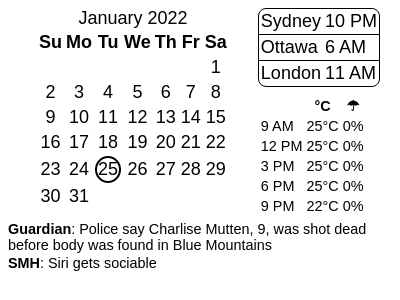 January 2022
Su Mo Tu We Th Fr Sa
1
2 3 4 5 6 7 8
9 10 11 12 13 14 15
16 17 18 19 20 21 22
23 24 25 26 27 28 29
30 31
Sydney 10 PM
Ottawa 6 AM
London 11 AM
°C ☂
9 AM 25°C 0%
12 PM 25°C 0%
3 PM 25°C 0%
6 PM 25°C 0%
9 PM 22°C 0%
Guardian: Police say Charlise Mutten, 9, was shot dead
before body was found in Blue Mountains
SMH: Siri gets sociable